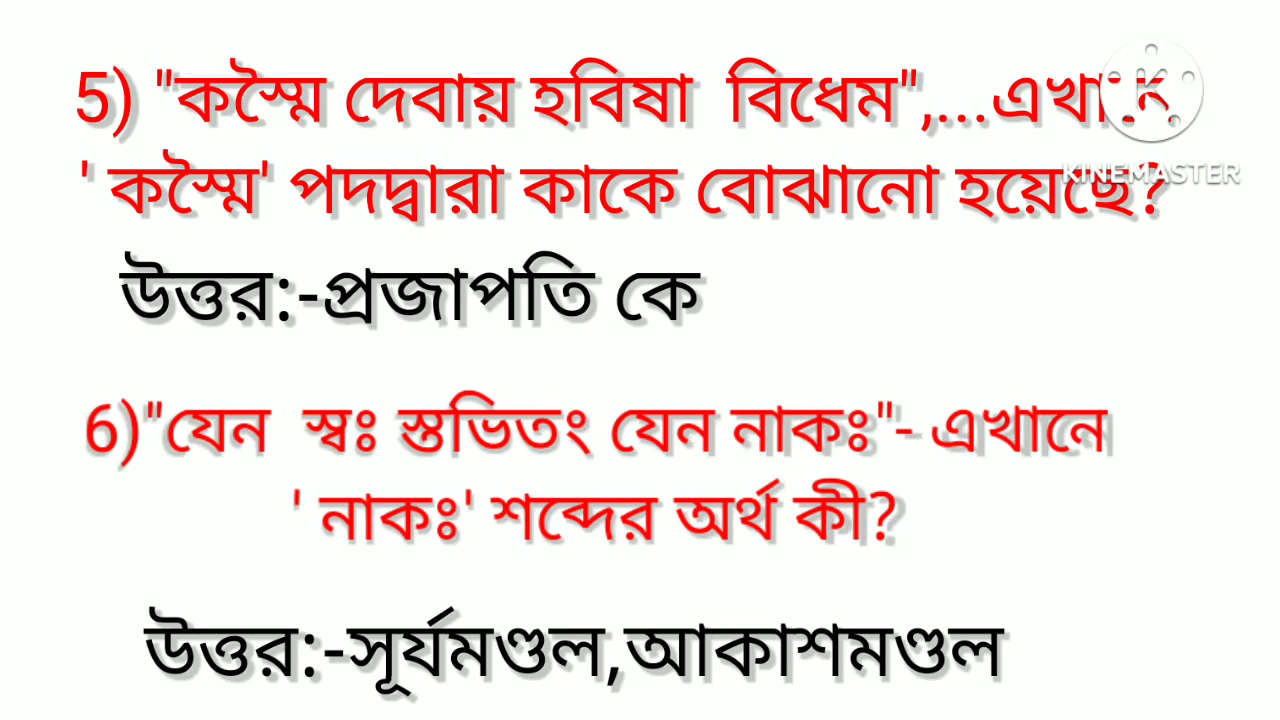 5) "কস্মৈ দেবায় হবিষা বিধেম",...এখানে
' কস্মৈ' পদদ্বারা কাকে বোঝানো হয়েছে?
KINEMASTER
উত্তর:-প্রজাপতি কে
6)"যেন স্বঃ স্তভিতং যেন নাকঃ"- এখানে
' নাকঃ' শব্দের অর্থ কী?
উত্তর:-সূর্যমণ্ডল,আকাশমণ্ডল